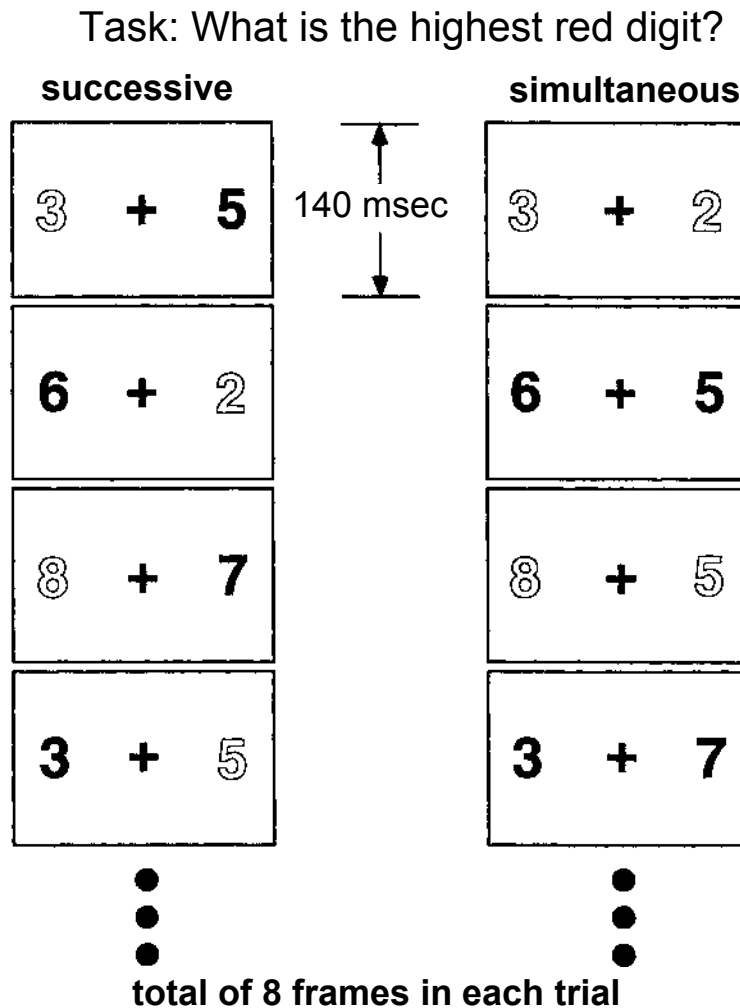 Task: What is the highest red digit?
successive simultaneous
3 + 5 140 msec 3 + 2
6 + 2 6 + 5
8 + 7 8 + 5
3 + 5 3 + 7
total of 8 frames in each trial